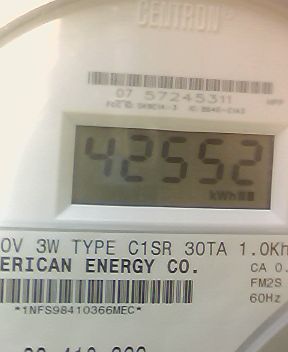 CENTRON
07 57245311
42552
kWh
0V 3W TYPE C1SR 30TA 1.0Kh
ERICAN ENERGY CO.
CA 0.
FM2S
60Hz
*1NFS98410366MEC*